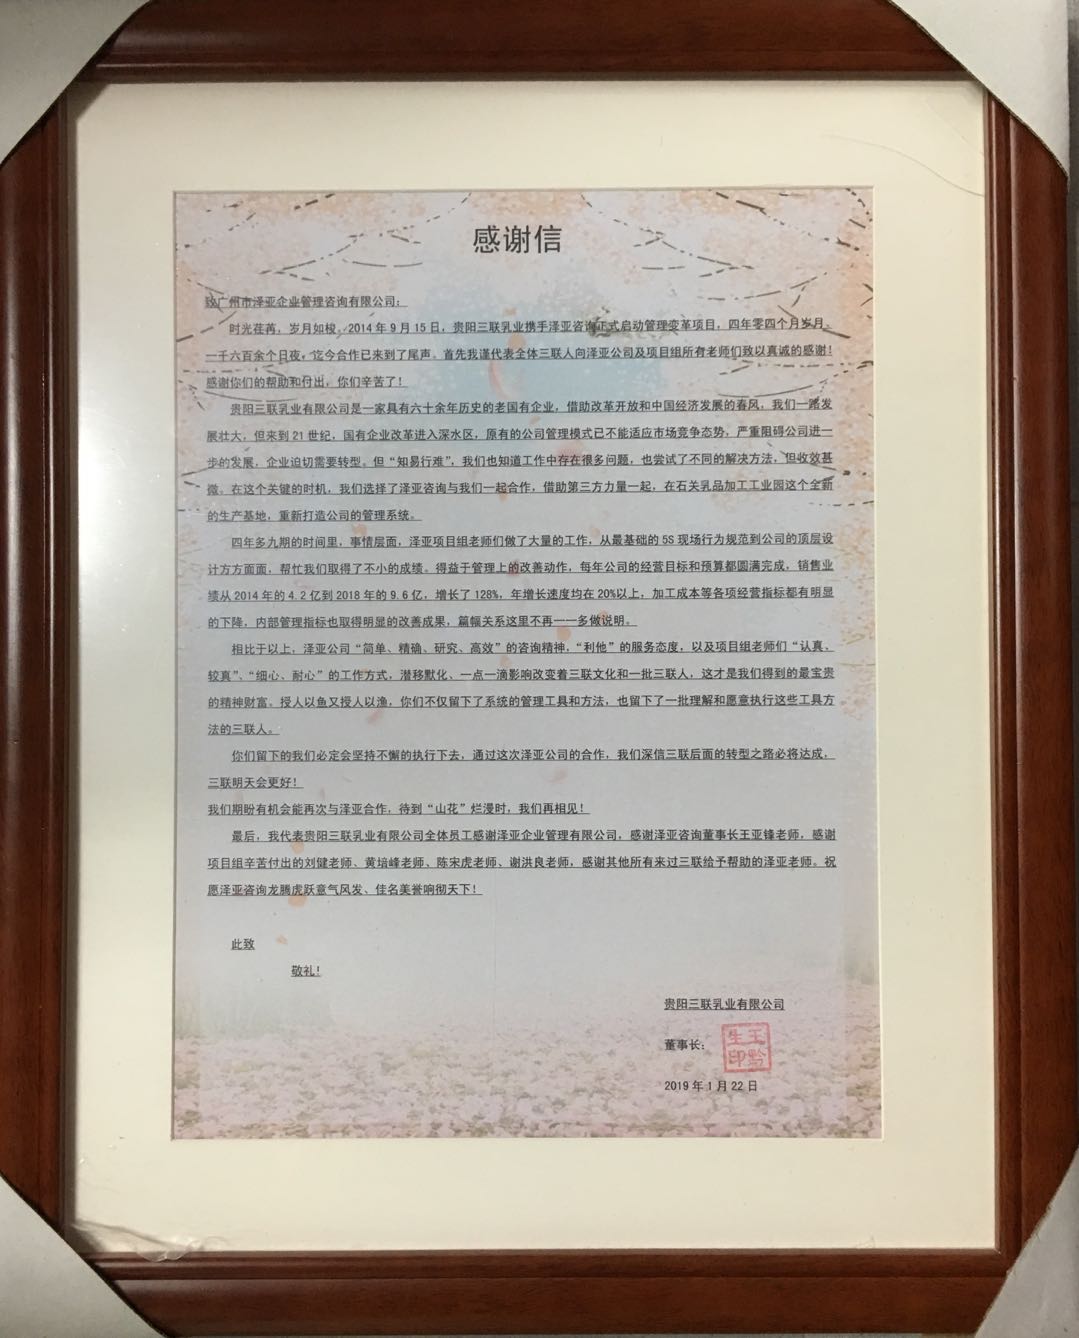 感谢信
致广州市泽亚企业管理咨询有限公司：
时光荏苒，岁月如梭。2014年9月15日，贵阳三联乳业携手泽亚咨询正式启动管理变革项目，四年零四个月岁月、
一千六百余个日夜，迄今合作已来到了尾声。首先我谨代表全体三联人向泽亚公司及项目组所有老师们致以真诚的感谢！
感谢你们的帮助和付出，你们辛苦了！
贵阳三联乳业有限公司是一家具有六十余年历史的老国有企业，借助改革开放和中国经济发展的春风，我们一路发
展壮大，但来到21世纪，国有企业改革进入深水区，原有的公司管理模式已不能适应市场竞争态势，严重阻碍公司进一
步的发展，企业迫切需要转型。但“知易行难”，我们也知道工作中存在很多问题，也尝试了不同的解决方法，但收效甚
微。在这个关键的时机，我们选择了泽亚咨询与我们一起合作，借助第三方力量一起，在石关乳品加工工业园这个全新
的生产基地，重新打造公司的管理系统。
四年多九期的时间里，事情层面，泽亚项目组老师们做了大量的工作，从最基础的5S现场行为规范到公司的顶层设
计方方面面，帮忙我们取得了不小的成绩。得益于管理上的改善动作，每年公司的经营目标和预算都圆满完成，销售业
绩从2014年的4.2亿到2018年的9.6亿，增长了128%，年增长速度均在20%以上，加工成本等各项经营指标都有明显
的下降，内部管理指标也取得明显的改善成果，篇幅关系这里不再一一多做说明。
相比于以上，泽亚公司“简单、精确、研究、高效”的咨询精神，“利他”的服务态度，以及项目组老师们“认真、
较真”、“细心、耐心”的工作方式，潜移默化、一点一滴影响改变着三联文化和一批三联人，这才是我们得到的最宝贵
的精神财富。授人以鱼又授人以渔，你们不仅留下了系统的管理工具和方法，也留下了一批理解和愿意执行这些工具方
法的三联人。
你们留下的我们必定会坚持不懈的执行下去，通过这次泽亚公司的合作，我们深信三联后面的转型之路必将达成，
三联明天会更好！
我们期盼有机会能再次与泽亚合作，待到“山花”烂漫时，我们再相见！
最后，我代表贵阳三联乳业有限公司全体员工感谢泽亚企业管理有限公司，感谢泽亚咨询董事长王亚锋老师，感谢
项目组辛苦付出的刘健老师、黄培峰老师、陈宋虎老师、谢洪良老师，感谢其他所有来过三联给予帮助的泽亚老师。祝
愿泽亚咨询龙腾虎跃意气风发、佳名美誉响彻天下！
此致
敬礼！
贵阳三联乳业有限公司
董事长：
王黔生印
2019年1月22日